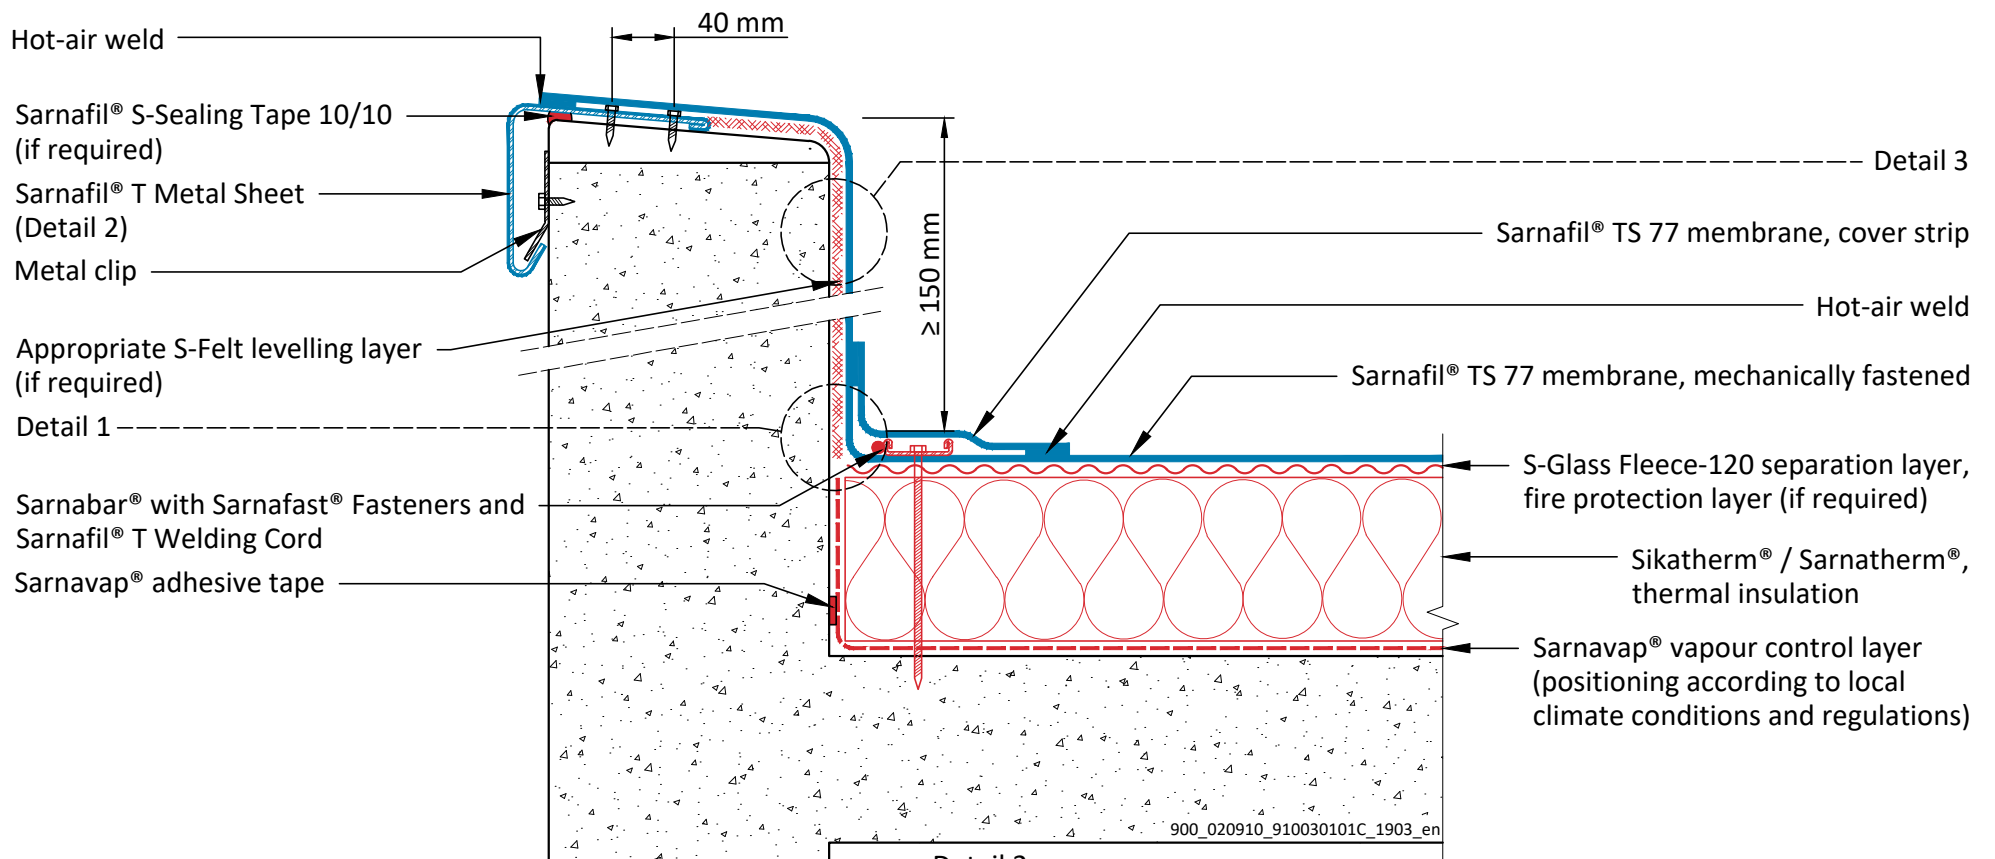 Hot-air weld
Sarnafil® S-Sealing Tape 10/10
(if required)
Sarnafil® T Metal Sheet
(Detail 2)
Metal clip
Appropriate S-Felt levelling layer
(if required)
Detail 1
Sarnabar® with Sarnafast® Fasteners and
Sarnafil® T Welding Cord
Sarnavap® adhesive tape
40 mm
≥ 150 mm
Detail 3
Sarnafil® TS 77 membrane, cover strip
Hot-air weld
Sarnafil® TS 77 membrane, mechanically fastened
S-Glass Fleece-120 separation layer,
fire protection layer (if required)
Sikatherm® / Sarnatherm®,
thermal insulation
Sarnavap® vapour control layer
(positioning according to local
climate conditions and regulations)
900_020910_910030101C_1903_en